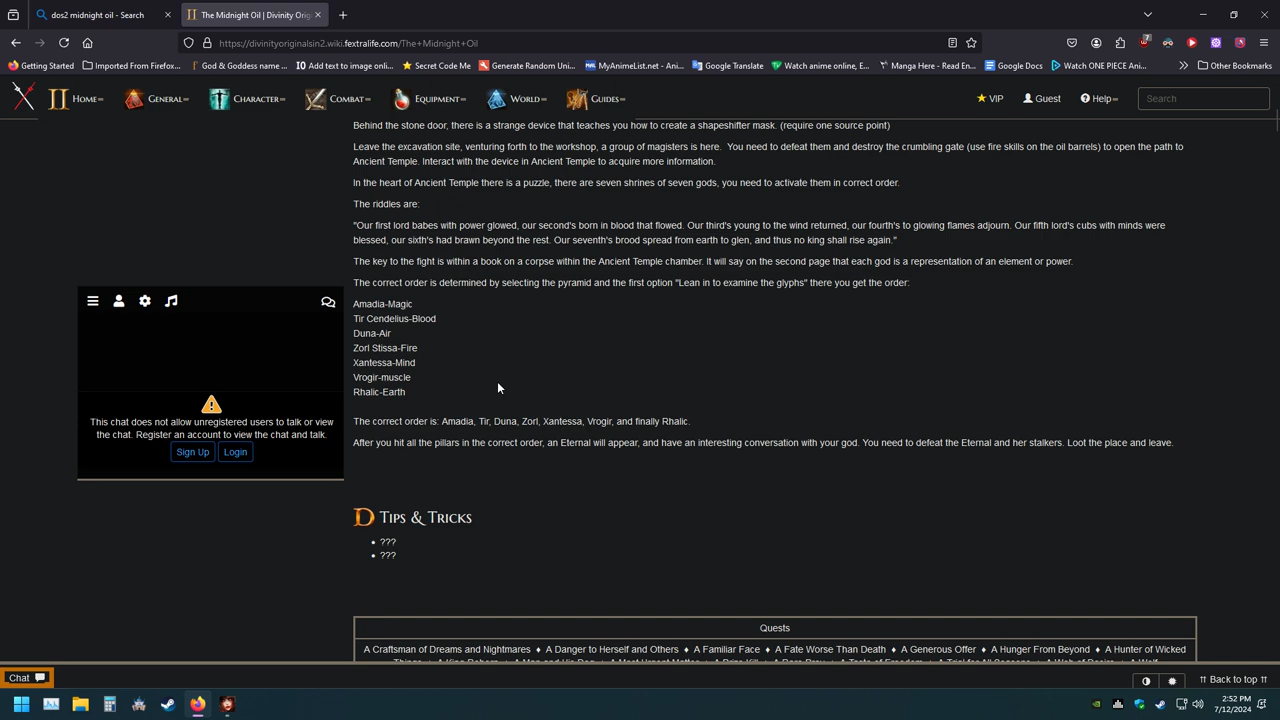 dos2 midnight oil - Search
The Midnight Oil | Divinity Orig
https://divinityoriginalsin2.wiki.fextralife.com/The+Midnight+Oil
Getting Started
Imported From Firefox...
God & Goddess name ...
Add text to image onli...
Secret Code Me
Generate Random Uni...
MyAnimeList.net - Ani...
Google Translate
Watch anime online, E...
Manga Here - Read En...
Google Docs
Watch ONE PIECE Ani...
Other Bookmarks
HOME
GENERAL
CHARACTER
COMBAT
EQUIPMENT
WORLD
GUIDES
VIP
Guest
Help
Search
Behind the stone door, there is a strange device that teaches you how to create a shapeshifter mask. (require one source point)
Leave the excavation site, venturing forth to the workshop, a group of magisters is here.  You need to defeat them and destroy the crumbling gate (use fire skills on the oil barrels) to open the path to
Ancient Temple. Interact with the device in Ancient Temple to acquire more information.
In the heart of Ancient Temple there is a puzzle, there are seven shrines of seven gods, you need to activate them in correct order.
The riddles are:
"Our first lord babes with power glowed, our second's born in blood that flowed. Our third's young to the wind returned, our fourth's to glowing flames adjourn. Our fifth lord's cubs with minds were
blessed, our sixth's had brawn beyond the rest. Our seventh's brood spread from earth to glen, and thus no king shall rise again."
The key to the fight is within a book on a corpse within the Ancient Temple chamber. It will say on the second page that each god is a representation of an element or power.
The correct order is determined by selecting the pyramid and the first option "Lean in to examine the glyphs" there you get the order:
Amadia-Magic
Tir Cendelius-Blood
Duna-Air
Zorl Stissa-Fire
Xantessa-Mind
Vrogir-muscle
Rhalic-Earth
This chat does not allow unregistered users to talk or view
the chat. Register an account to view the chat and talk.
Sign Up
Login
The correct order is: Amadia, Tir, Duna, Zorl, Xantessa, Vrogir, and finally Rhalic.
After you hit all the pillars in the correct order, an Eternal will appear, and have an interesting conversation with your god. You need to defeat the Eternal and her stalkers. Loot the place and leave.
TIPS & TRICKS
???
???
Quests
A Craftsman of Dreams and Nightmares ♦ A Danger to Herself and Others ♦ A Familiar Face ♦ A Fate Worse Than Death ♦ A Generous Offer ♦ A Hunger From Beyond ♦ A Hunter of Wicked
Chat
Back to top
2:52 PM
7/12/2024